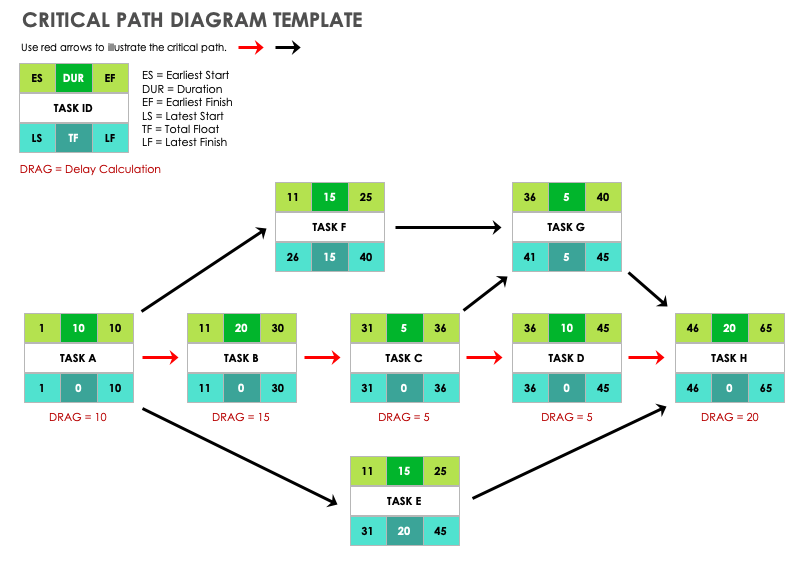 CRITICAL PATH DIAGRAM TEMPLATE
Use red arrows to illustrate the critical path.
ES DUR EF
TASK ID
LS TF LF
ES = Earliest Start
DUR = Duration
EF = Earliest Finish
LS = Latest Start
TF = Total Float
LF = Latest Finish
DRAG = Delay Calculation
11 15 25
TASK F
26 15 40
36 5 40
TASK G
41 5 45
1 10 10
TASK A
1 0 10
DRAG = 10
11 20 30
TASK B
11 0 30
DRAG = 15
31 5 36
TASK C
31 0 36
DRAG = 5
36 10 45
TASK D
36 0 45
DRAG = 5
46 20 65
TASK H
46 0 65
DRAG = 20
11 15 25
TASK E
31 20 45